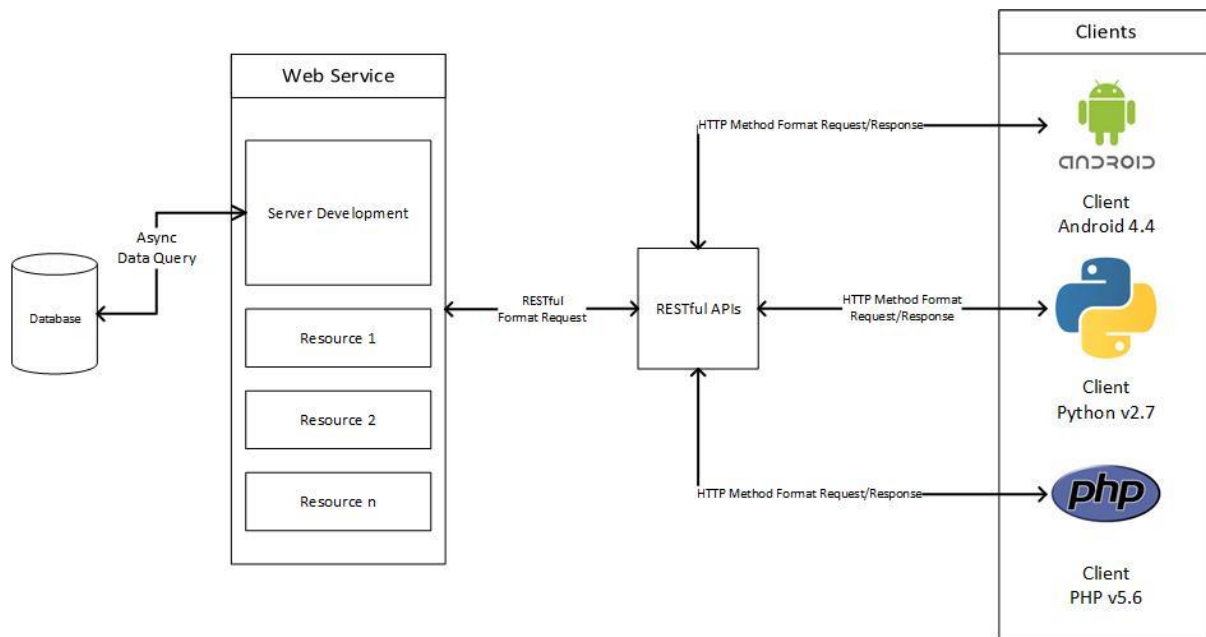 Clients
Web Service
HTTP Method Format Request/Response
ANDROID
Client
Android 4.4
Server Development
Async
Data Query
Database
RESTful
Format Request
RESTful APIs
HTTP Method Format
Request/Response
Resource 1
Client
Python v2.7
Resource 2
Resource n
HTTP Method Format Request/Response
php
Client
PHP v5.6